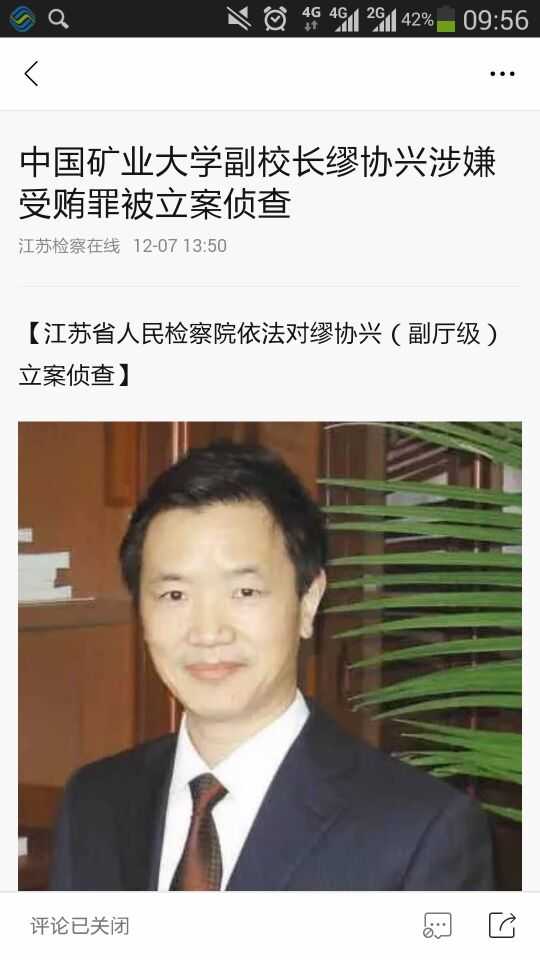 4G 4G 2G 42% 09:56
中国矿业大学副校长缪协兴涉嫌
受贿罪被立案侦查
江苏检察在线 12-07 13:50
【江苏省人民检察院依法对缪协兴（副厅级）
立案侦查】
评论已关闭